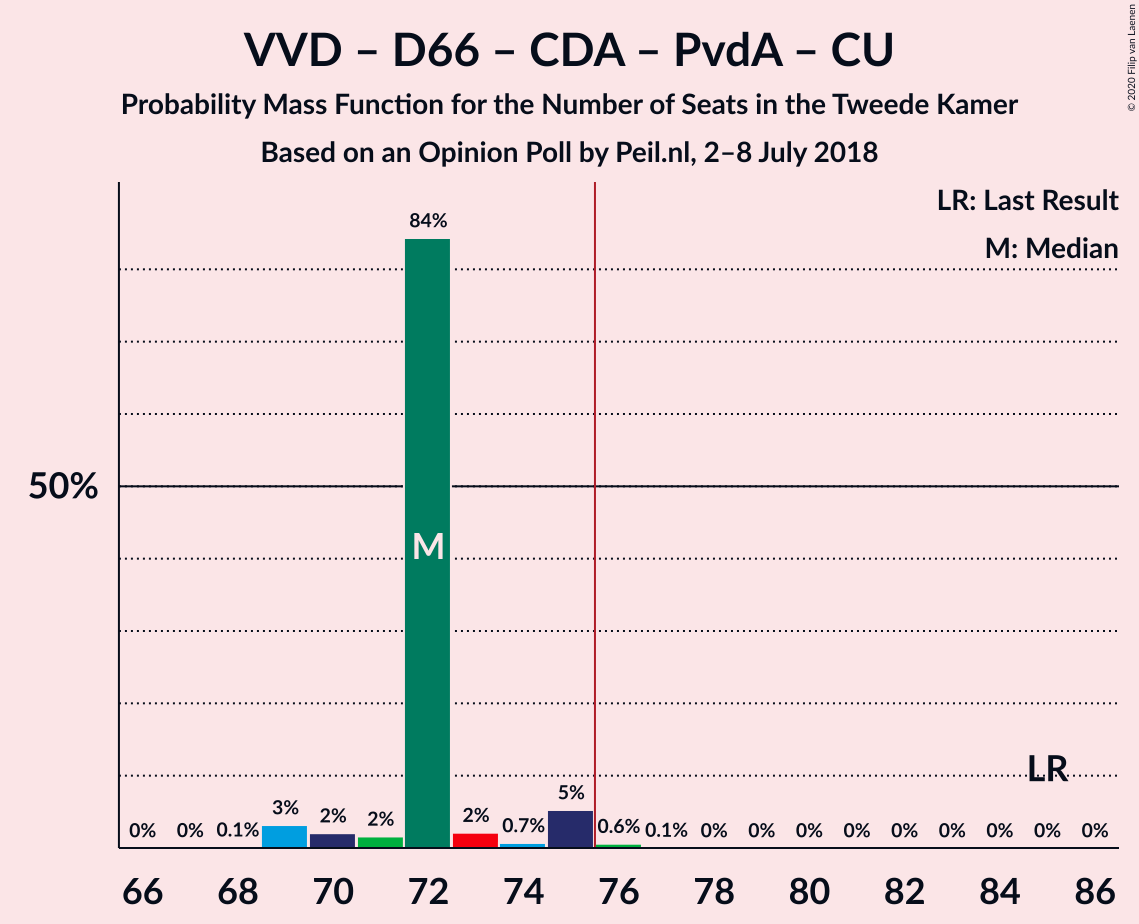 VVD – D66 – CDA – PvdA – CU
Probability Mass Function for the Number of Seats in the Tweede Kamer
Based on an Opinion Poll by Peil.nl, 2–8 July 2018
© 2020 Filip van Laenen
LR: Last Result
M: Median
84%
50%
M
LR
0% 0% 0.1% 3% 2% 2% 2% 0.7% 5% 0.6% 0.1% 0% 0% 0% 0% 0% 0% 0% 0% 0%
66 68 70 72 74 76 78 80 82 84 86